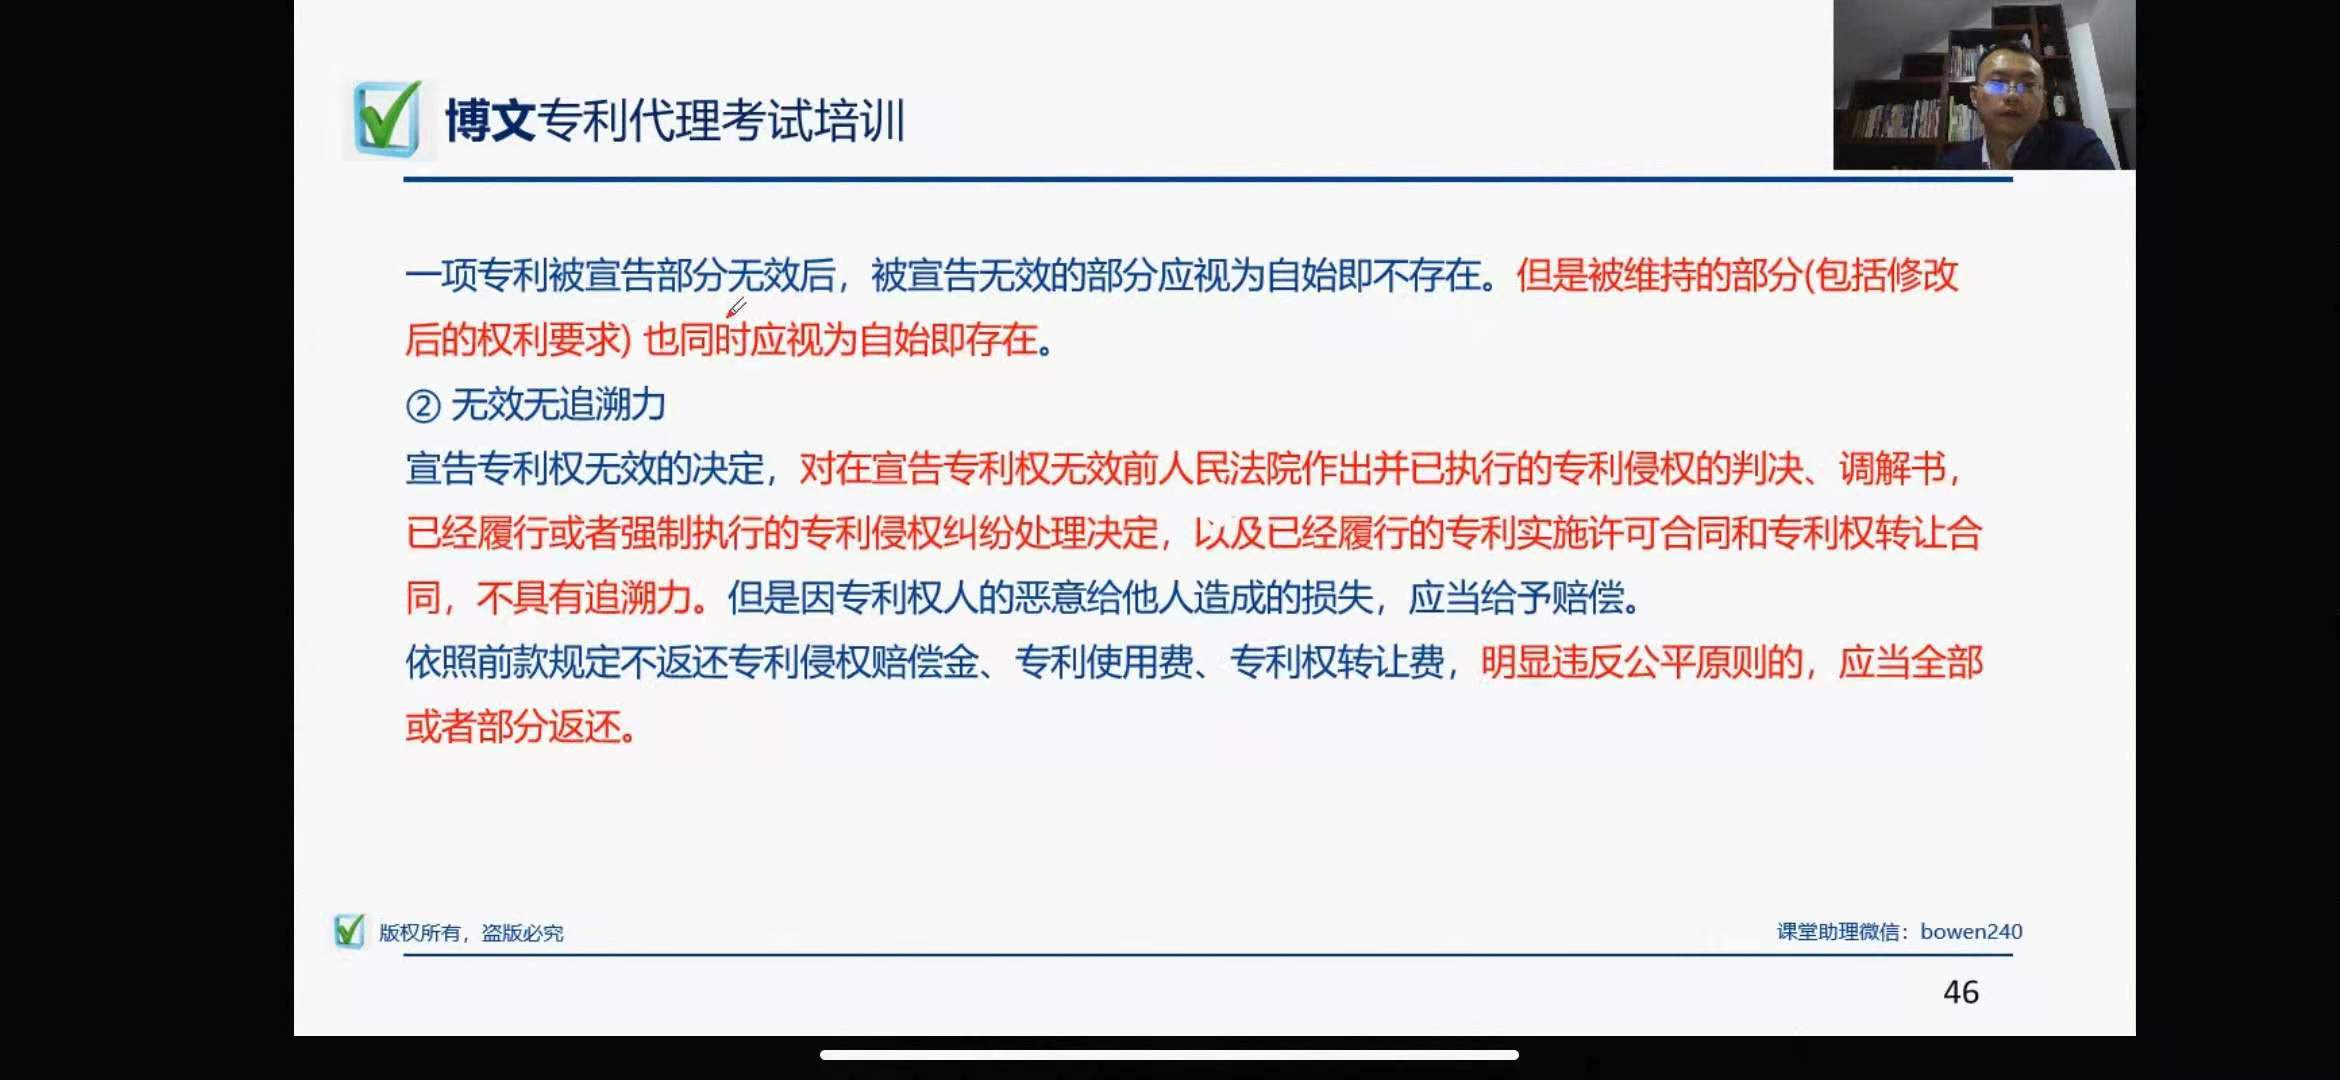 博文专利代理考试培训
一项专利被宣告部分无效后，被宣告无效的部分应视为自始即不存在。但是被维持的部分(包括修改
后的权利要求) 也同时应视为自始即存在。
② 无效无追溯力
宣告专利权无效的决定，对在宣告专利权无效前人民法院作出并已执行的专利侵权的判决、调解书，
已经履行或者强制执行的专利侵权纠纷处理决定，以及已经履行的专利实施许可合同和专利权转让合
同，不具有追溯力。但是因专利权人的恶意给他人造成的损失，应当给予赔偿。
依照前款规定不返还专利侵权赔偿金、专利使用费、专利权转让费，明显违反公平原则的，应当全部
或者部分返还。
版权所有，盗版必究
课堂助理微信：bowen240
46